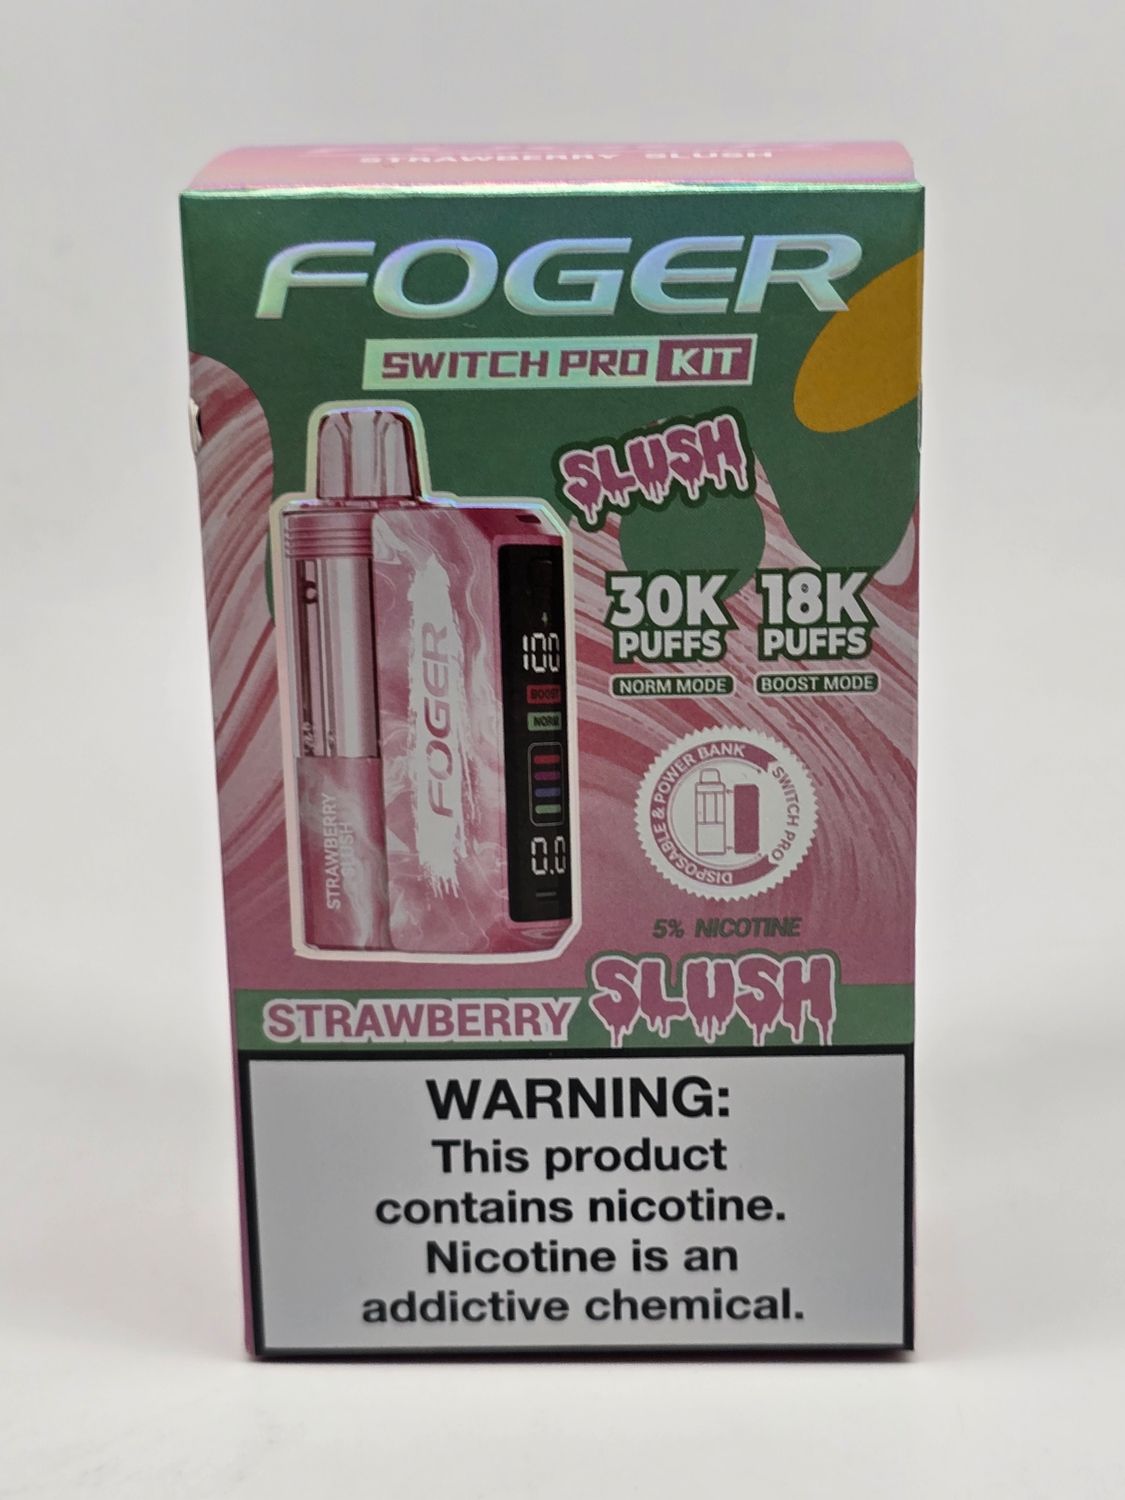 STRAWBERRY SLUSH
FOGER
SWITCH PRO KIT
SLUSH
30K PUFFS
NORM MODE
18K PUFFS
BOOST MODE
100
BOOST
NORM
0.0
FOGER
STRAWBERRY
SLUSH
DISPOSABLE & POWER BANK
SWITCH PRO
5% NICOTINE
STRAWBERRY SLUSH
WARNING:
This product
contains nicotine.
Nicotine is an
addictive chemical.